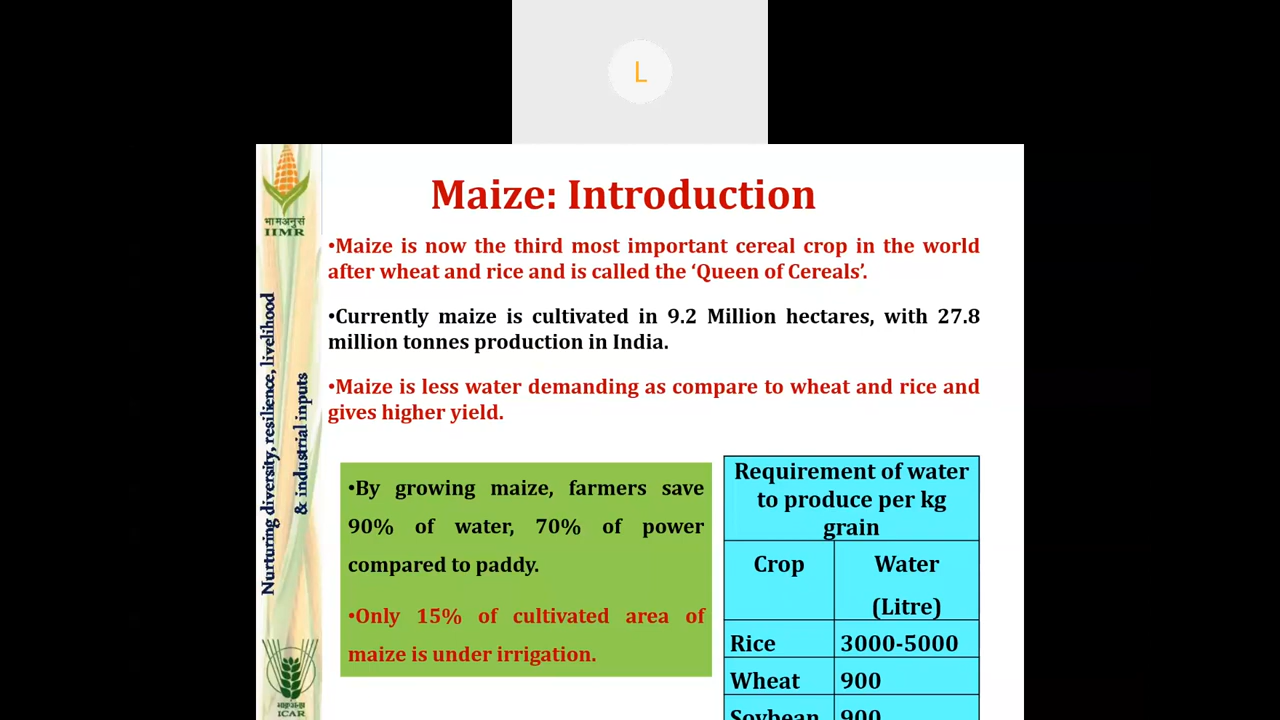 L
Maize: Introduction
भामअनुसं
IIMR
•Maize is now the third most important cereal crop in the world
after wheat and rice and is called the ‘Queen of Cereals’.
•Currently maize is cultivated in 9.2 Million hectares, with 27.8
million tonnes production in India.
•Maize is less water demanding as compare to wheat and rice and
gives higher yield.
Nurturing diversity, resilience, livelihood
& industrial inputs
•By growing maize, farmers save
90% of water, 70% of power
compared to paddy.
•Only 15% of cultivated area of
maize is under irrigation.
Requirement of water
to produce per kg
grain
Crop Water
(Litre)
Rice 3000-5000
Wheat 900
Soybean 900
भाकृअनुप
ICAR